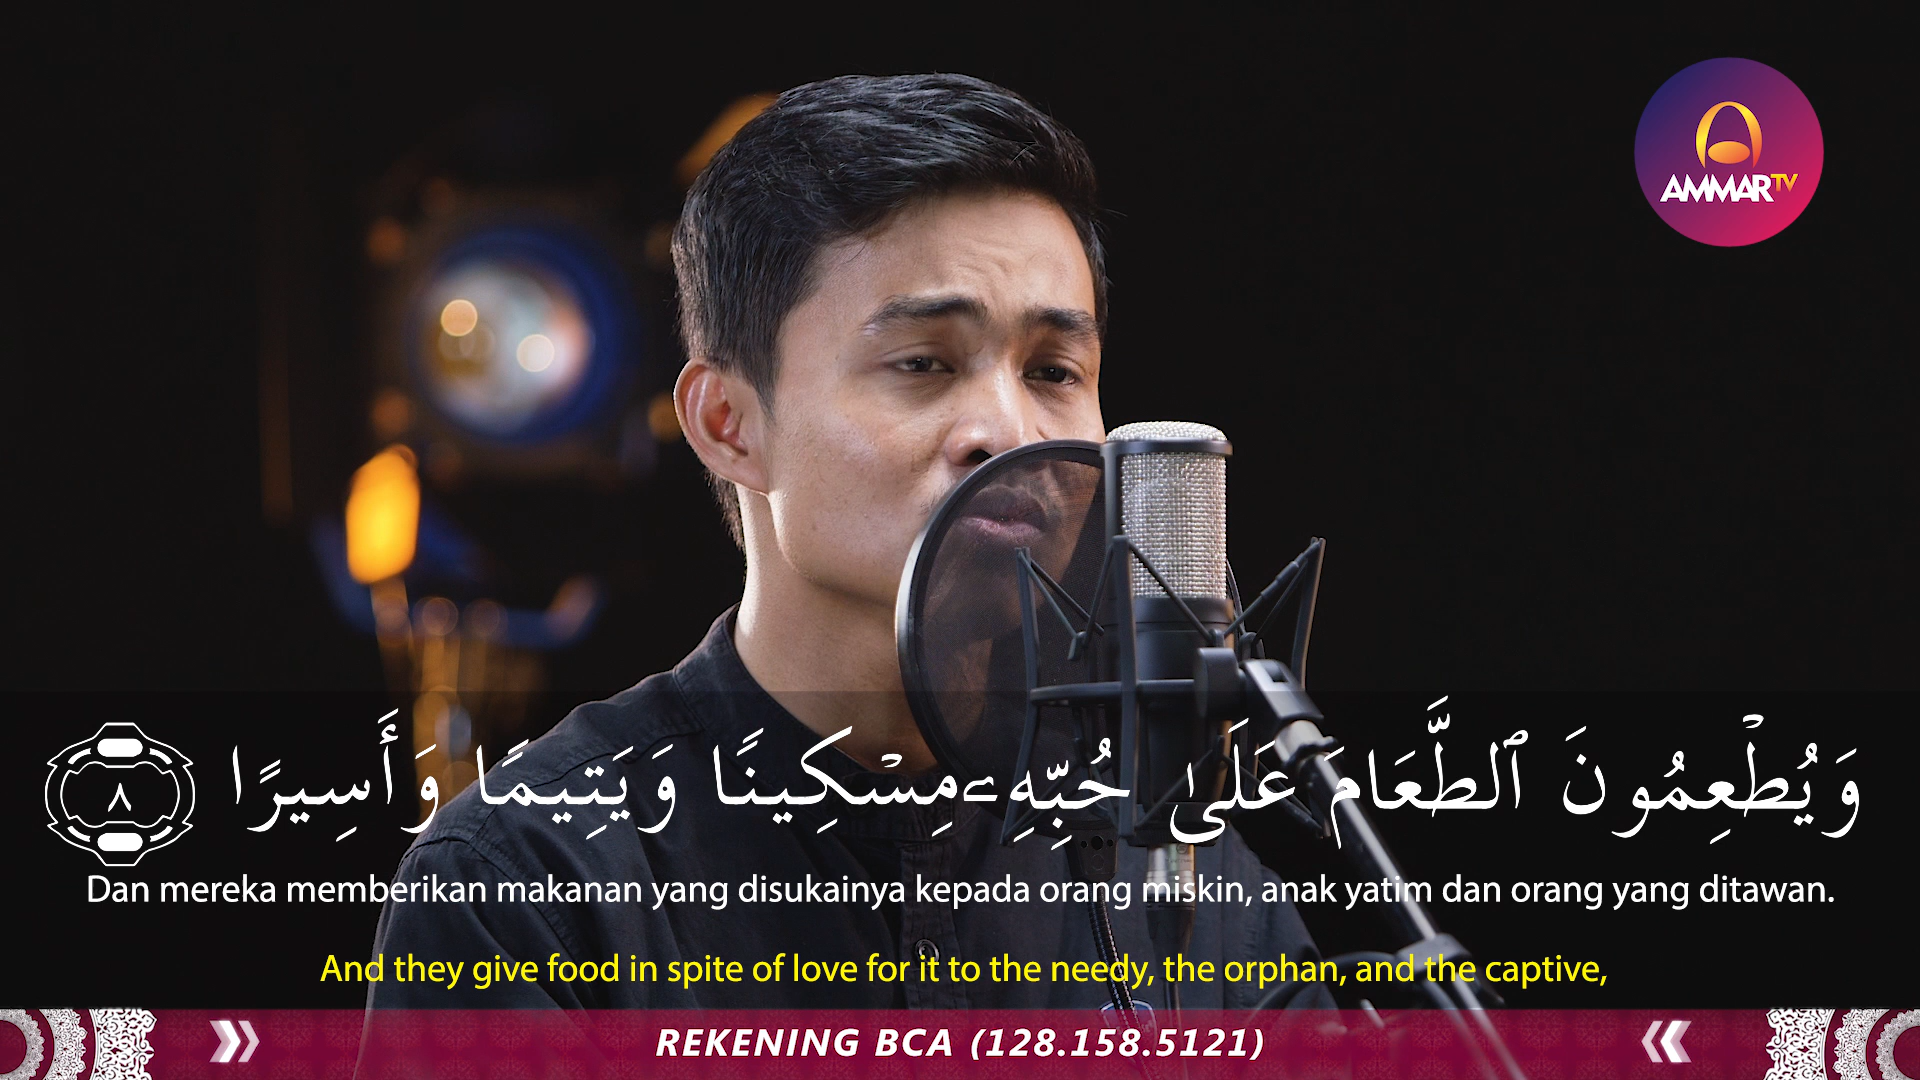 AMMARTV
وَيُطْعِمُونَ ٱلطَّعَامَ عَلَىٰ حُبِّهِۦ مِسْكِينًا وَيَتِيمًا وَأَسِيرًا ٨
Dan mereka memberikan makanan yang disukainya kepada orang miskin, anak yatim dan orang yang ditawan.
And they give food in spite of love for it to the needy, the orphan, and the captive,
REKENING BCA (128.158.5121)